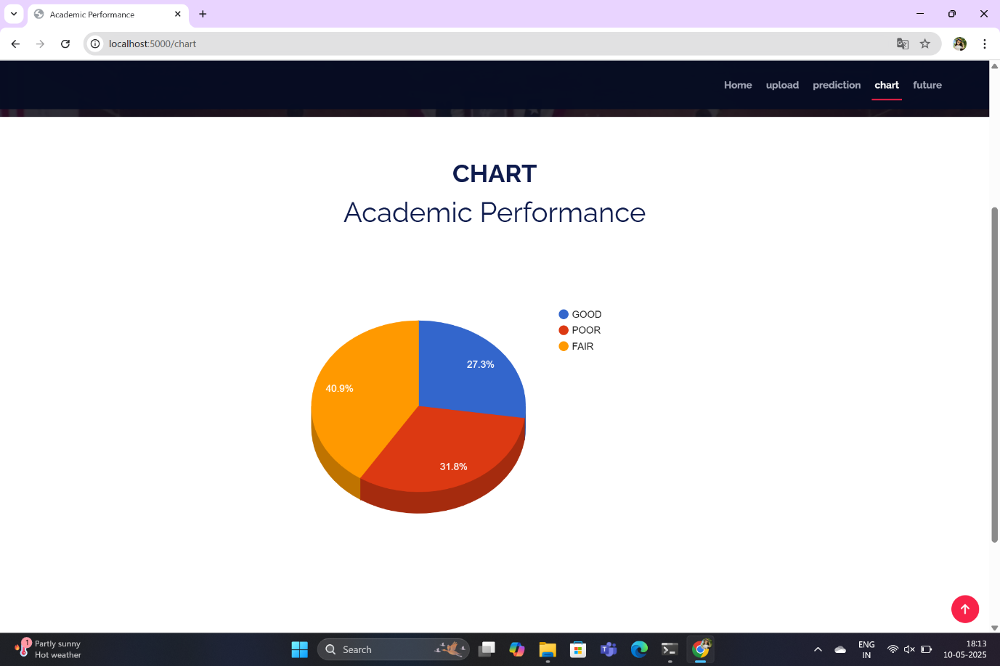 Academic Performance
localhost:5000/chart
Home upload prediction chart future
CHART
Academic Performance
GOOD
POOR
FAIR
27.3%
40.9%
31.8%
1
Partly sunny
Hot weather
Search
ENG
IN
18:13
10-05-2025